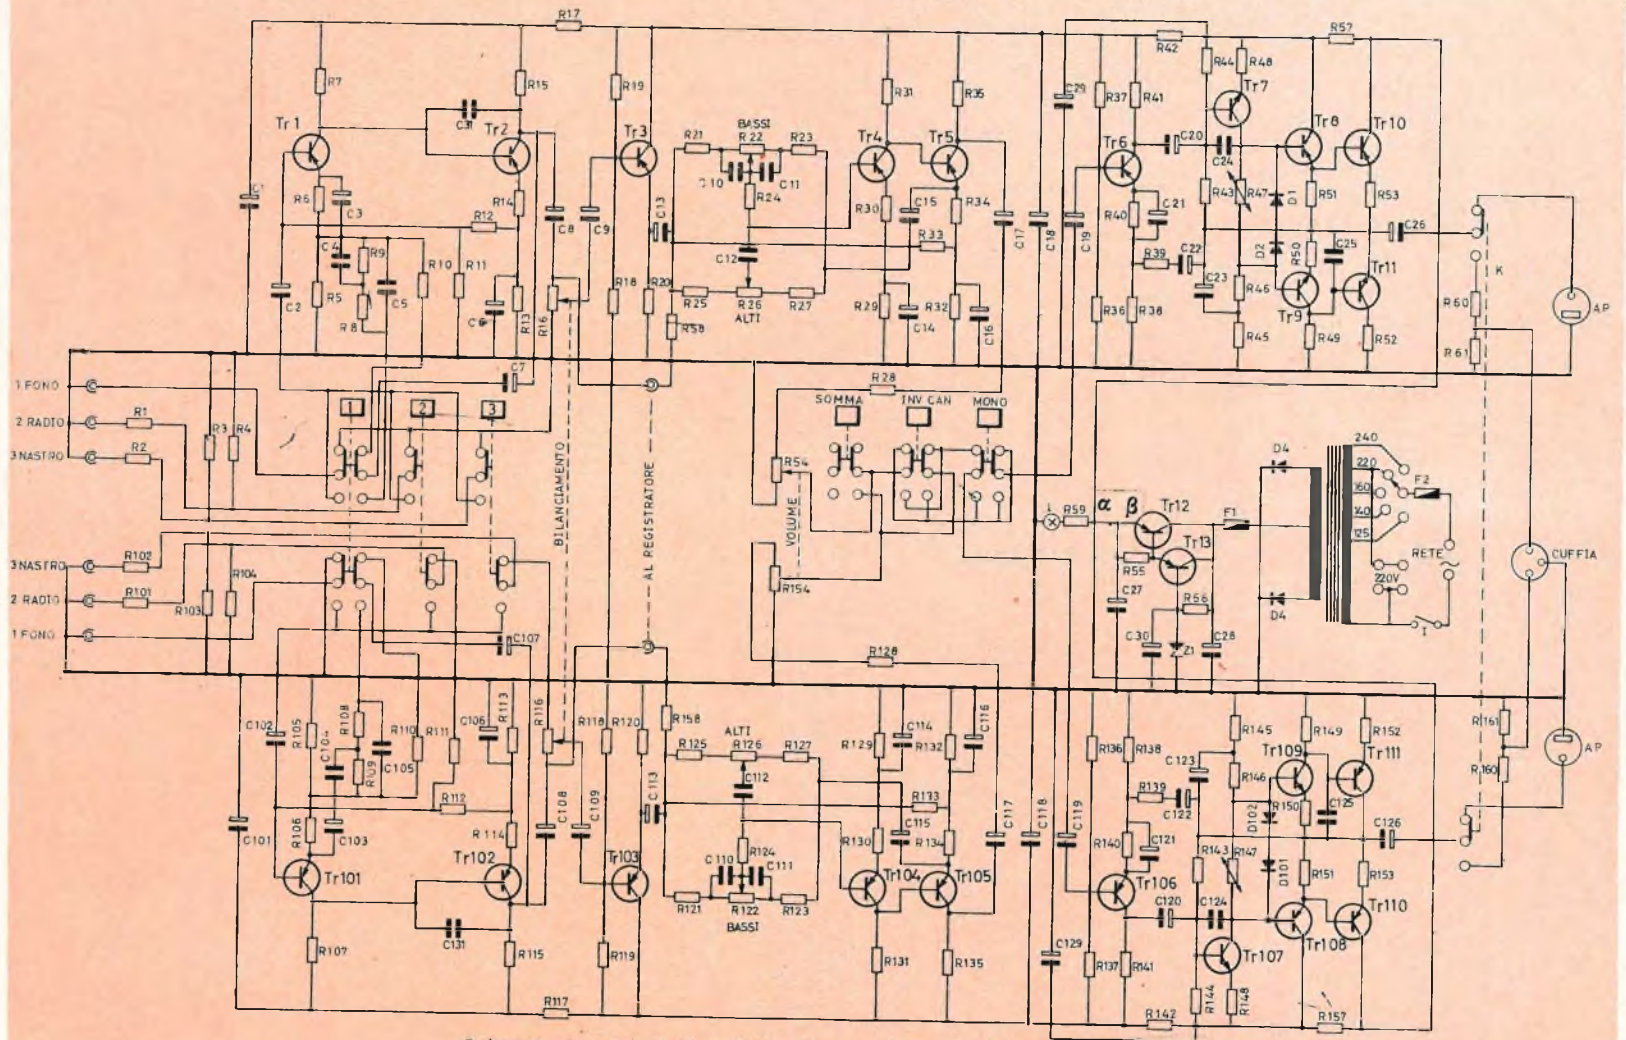 R17
R57
R42
R7
R15
R19
R31
R35
R44
R48
Tr7
C31
C29
R37
R41
Tr1
Tr2
Tr3
BASSI
R21
R22
R23
Tr4
Tr5
Tr6
C20
C24
Tr8
Tr10
C10
C11
R6
C3
R14
R12
R24
R30
C15
R34
R40
C21
R43
R47
D1
R51
R53
C1
C8
C9
C13
R33
C17
C18
C19
C26
C4
R9
R10
R11
C12
R39
C22
D2
R50
C25
Tr11
K
C2
R5
R8
C5
C6
R13
R16
R18
R20
R25
R26
R27
ALTI
R58
R29
C14
R32
C16
R36
R38
C23
R46
R45
Tr9
R49
R52
R60
R61
AP
1 FONO
2 RADIO
3 NASTRO
R1
R2
R3
R4
C7
1
2
3
BILANCIAMENTO
AL REGISTRATORE
R28
SOMMA
INV CAN
MONO
R54
VOLUME
R154
L
R59
α
β
Tr12
Tr13
R55
C27
R56
C30
Z1
C28
F1
D4
D4
240
220
160
140
125
F2
RETE
220V
I
CUFFIA
3 NASTRO
2 RADIO
1 FONO
R102
R101
R103
R104
C107
R128
C102
R105
R108
C104
R109
C105
R110
R111
C106
R113
R116
R118
R120
R158
R125
R126
R127
ALTI
C112
R129
C114
R132
C116
R136
R138
C123
R145
R149
R152
Tr109
Tr111
R161
R160
AP
R146
R139
C122
R150
C125
D102
C126
C101
R106
C103
R112
R114
C108
C109
C113
R133
C115
R134
R130
C117
C118
C119
R140
C121
R143
R147
D101
R151
R153
Tr101
Tr102
Tr103
C110
R124
C111
R121
R122
R123
BASSI
Tr104
Tr105
Tr106
C120
C124
Tr108
Tr110
Tr107
C131
R107
R115
R119
R131
R135
C129
R137
R141
R144
R148
R117
R142
R157